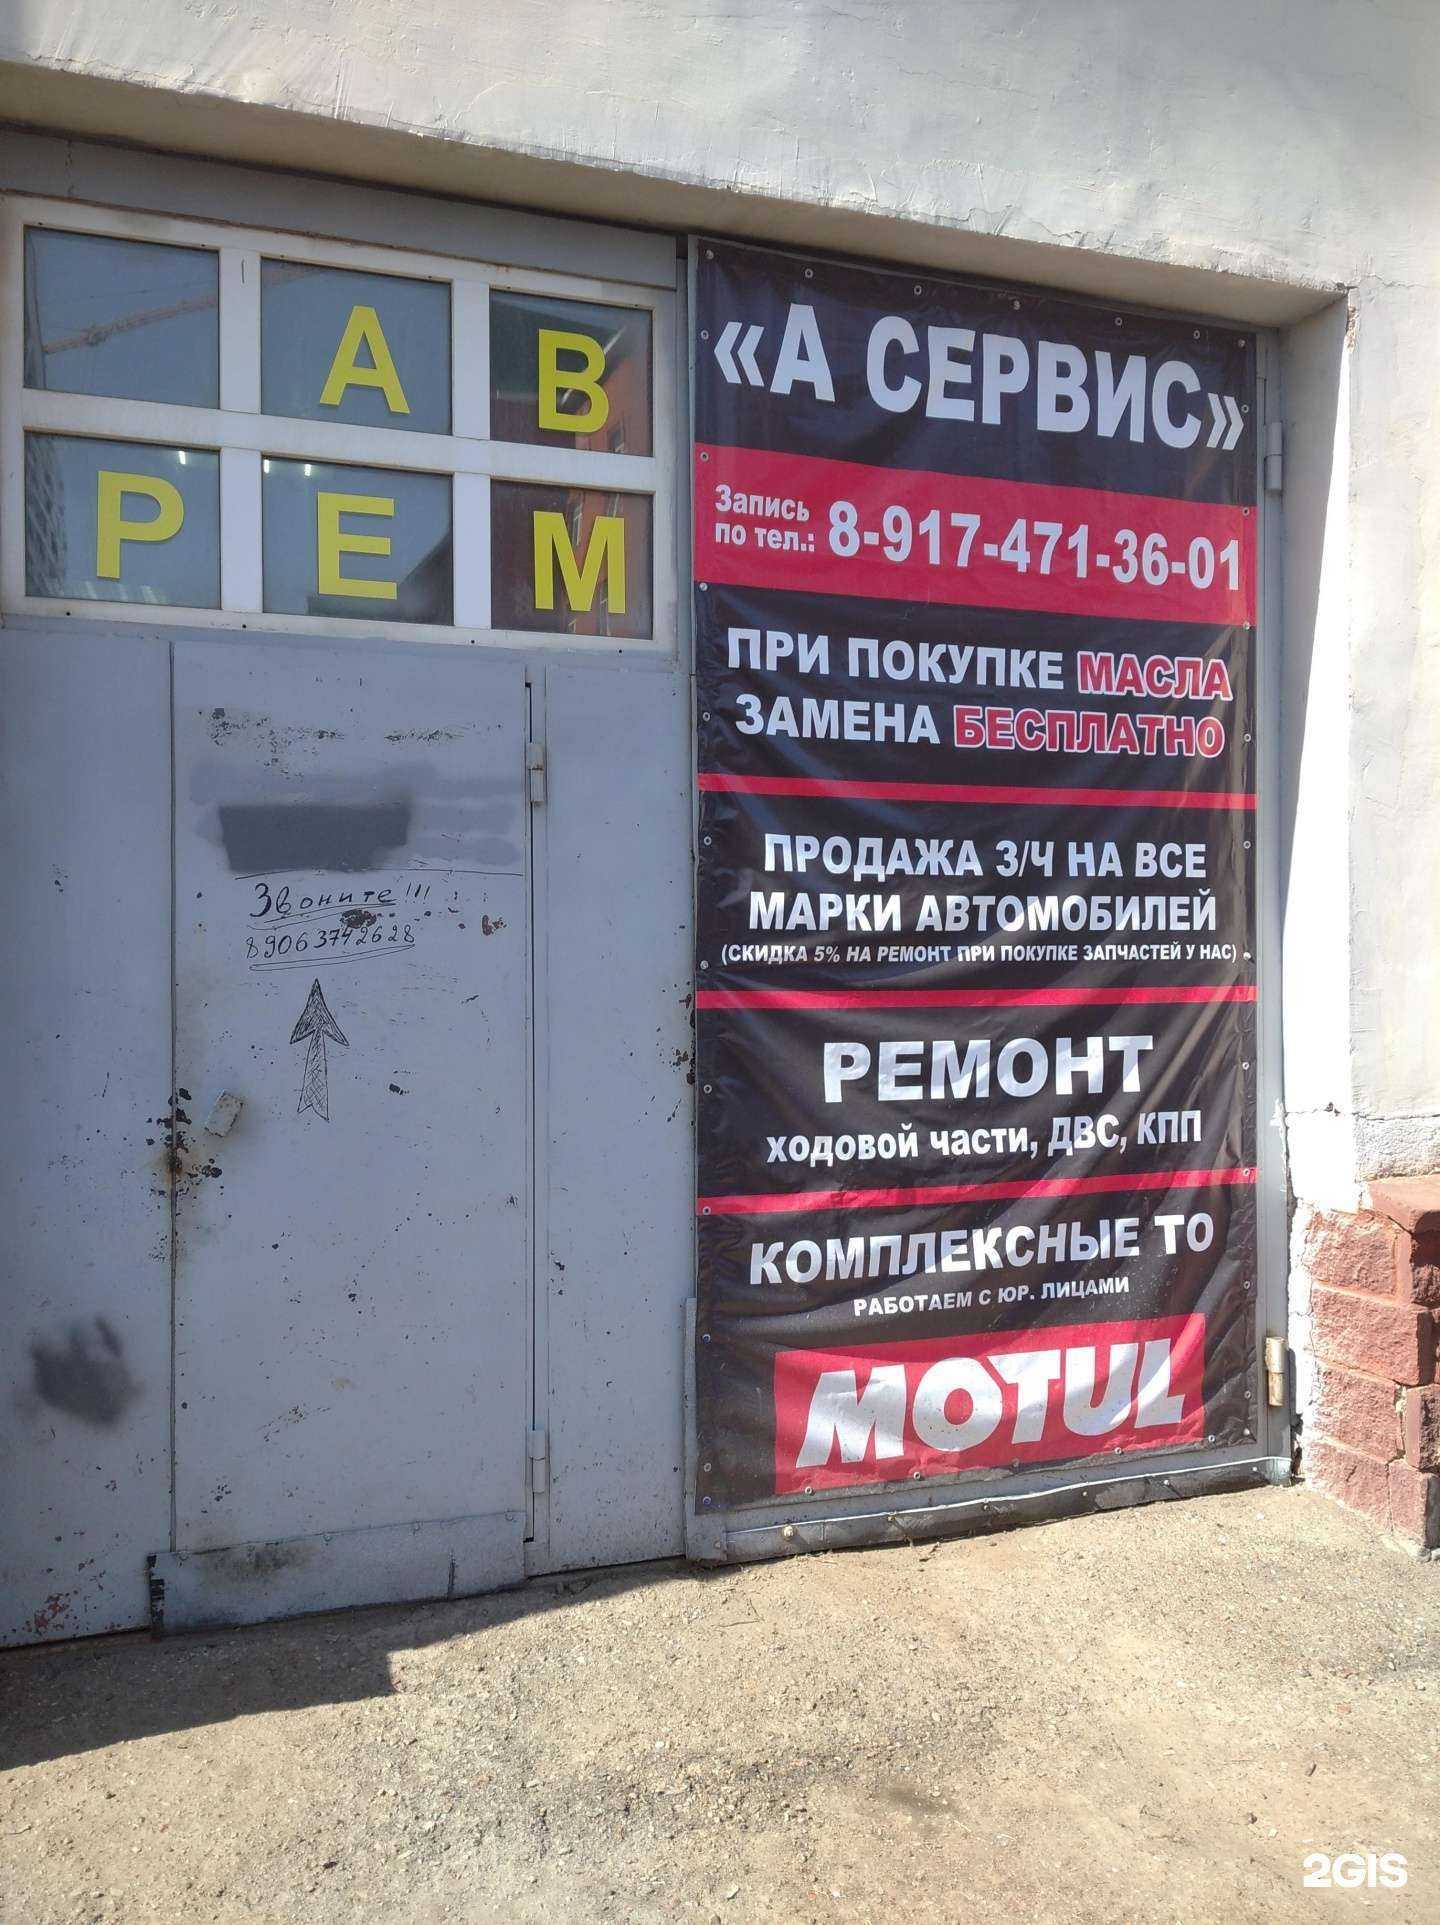 А В
Р Е М
Звоните!!!
89063742628
«А СЕРВИС»
Запись
по тел.: 8-917-471-36-01
ПРИ ПОКУПКЕ МАСЛА
ЗАМЕНА БЕСПЛАТНО
ПРОДАЖА З/Ч НА ВСЕ
МАРКИ АВТОМОБИЛЕЙ
(СКИДКА 5% НА РЕМОНТ ПРИ ПОКУПКЕ ЗАПЧАСТЕЙ У НАС)
РЕМОНТ
ХОДОВОЙ ЧАСТИ, ДВС, КПП
КОМПЛЕКСНЫЕ ТО
РАБОТАЕМ С ЮР. ЛИЦАМИ
MOTUL
2GIS